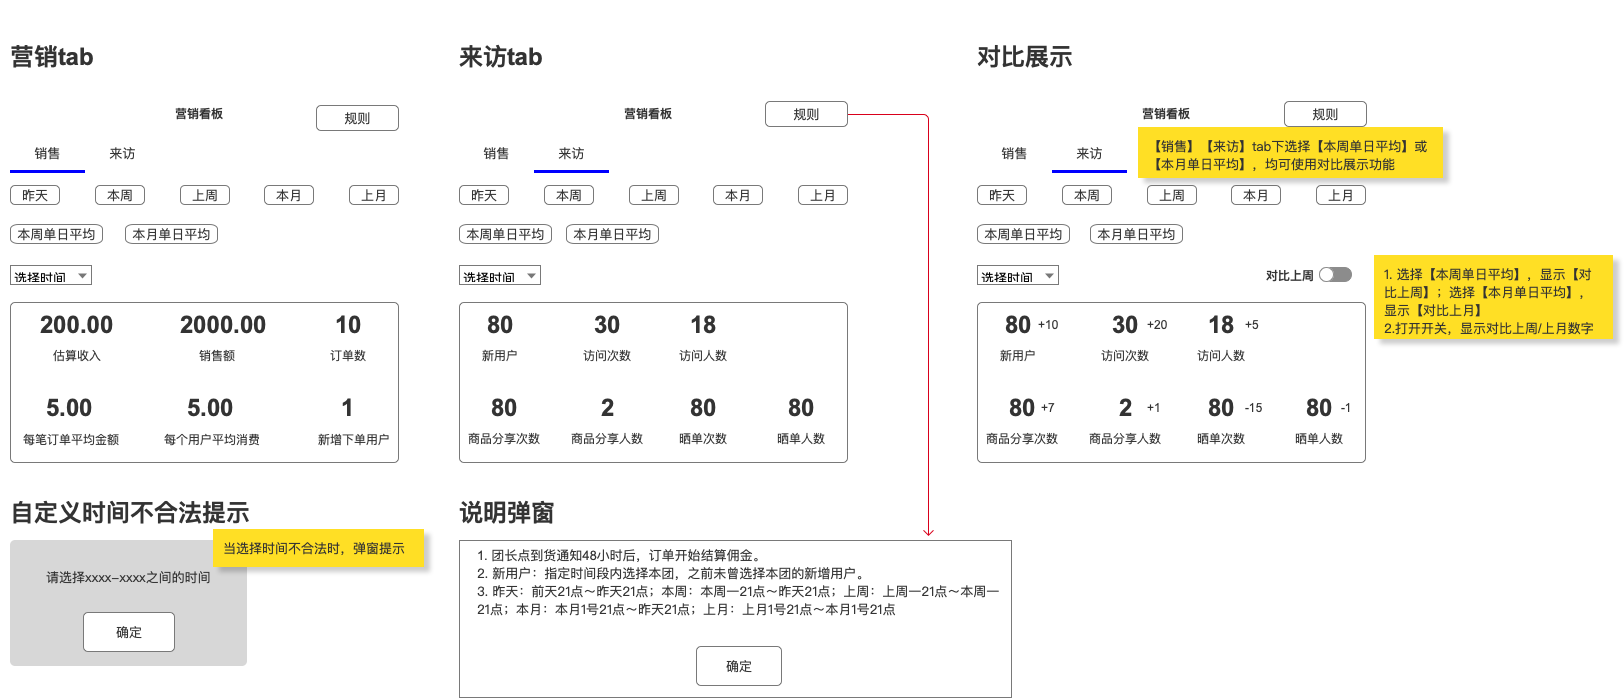 营销tab
营销看板
规则
销售
来访
昨天
本周
上周
本月
上月
本周单日平均
本月单日平均
选择时间
200.00
2000.00
10
估算收入
销售额
订单数
5.00
5.00
1
每笔订单平均金额
每个用户平均消费
新增下单用户
来访tab
营销看板
规则
销售
来访
昨天
本周
上周
本月
上月
本周单日平均
本月单日平均
选择时间
80
30
18
新用户
访问次数
访问人数
80
2
80
80
商品分享次数
商品分享人数
晒单次数
晒单人数
对比展示
营销看板
规则
销售
来访
【销售】【来访】tab下选择【本周单日平均】或
【本月单日平均】，均可使用对比展示功能
昨天
本周
上周
本月
上月
本周单日平均
本月单日平均
选择时间
对比上周
1. 选择【本周单日平均】，显示【对
比上周】；选择【本月单日平均】，
显示【对比上月】
2.打开开关，显示对比上周/上月数字
80 +10
30 +20
18 +5
新用户
访问次数
访问人数
80 +7
2 +1
80 -15
80 -1
商品分享次数
商品分享人数
晒单次数
晒单人数
自定义时间不合法提示
当选择时间不合法时，弹窗提示
请选择xxxx-xxxx之间的时间
确定
说明弹窗
1. 团长点到货通知48小时后，订单开始结算佣金。
2. 新用户：指定时间段内选择本团，之前未曾选择本团的新增用户。
3. 昨天：前天21点～昨天21点；本周：本周一21点～昨天21点；上周：上周一21点～本周一
21点；本月：本月1号21点～昨天21点；上月：上月1号21点～本月1号21点
确定